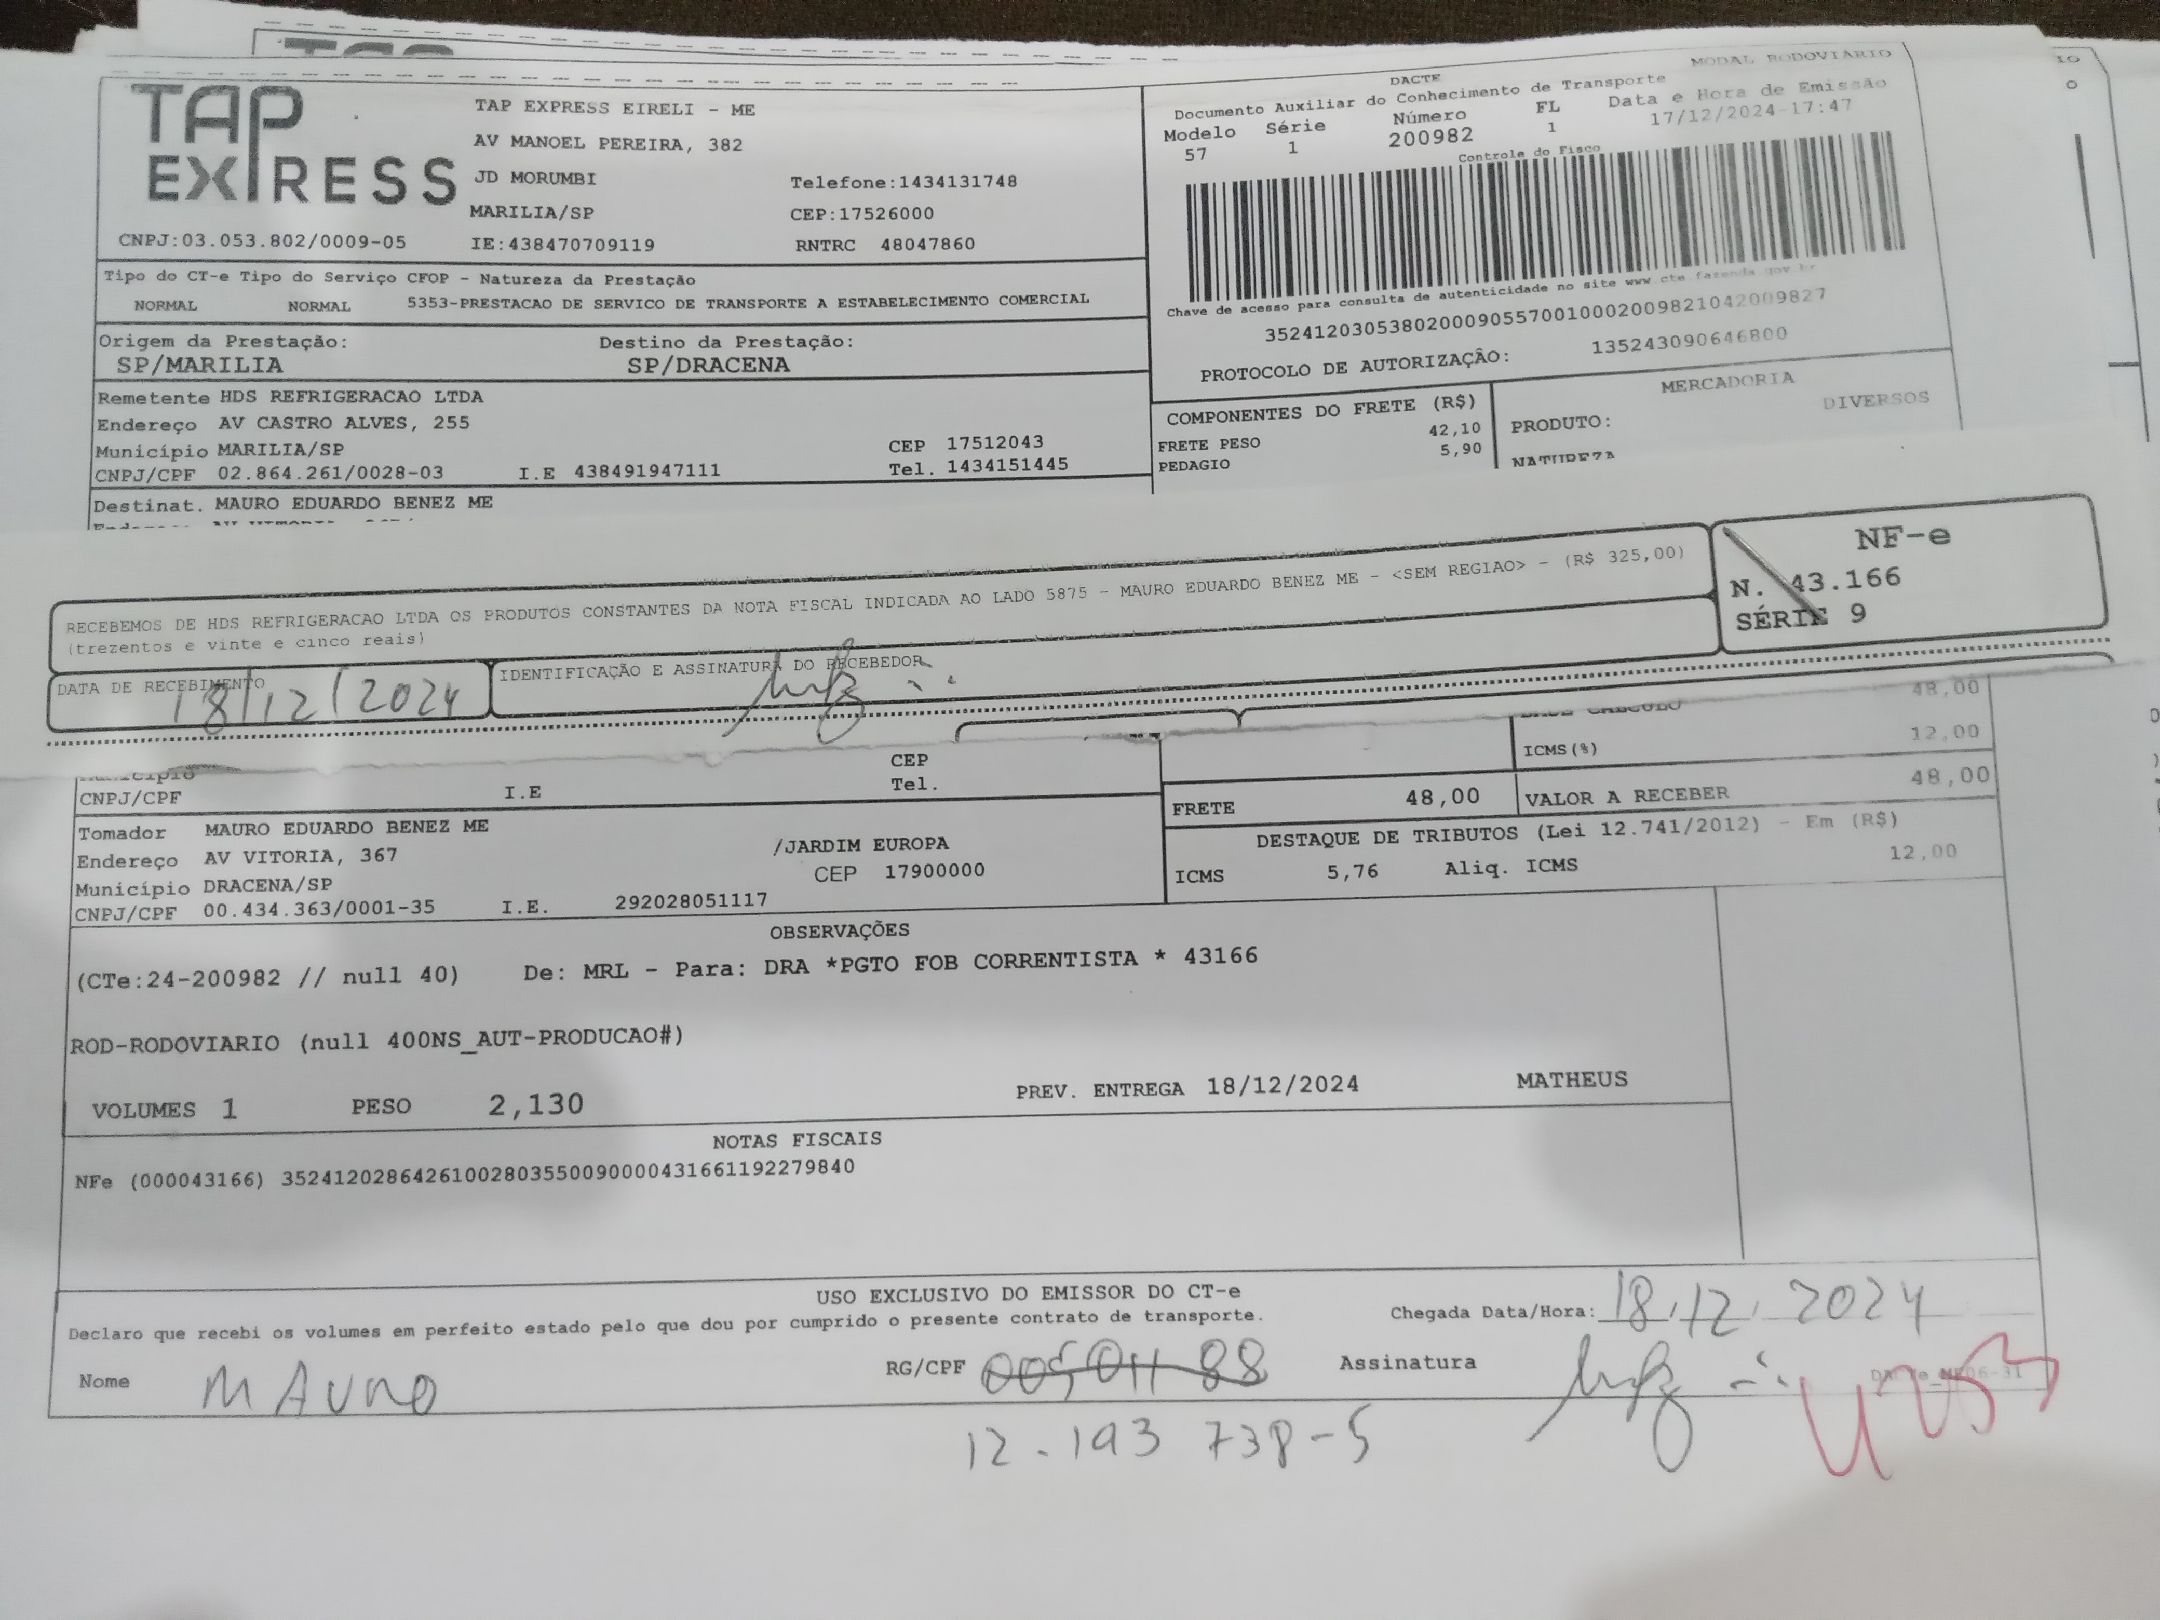 TAP EXPRESS
TAP EXPRESS EIRELI - ME
AV MANOEL PEREIRA, 382
JD MORUMBI
Telefone:1434131748
MARILIA/SP
CEP:17526000
CNPJ:03.053.802/0009-05
IE:438470709119
RNTRC 48047860
MODAL RODOVIARIO
DACTE
Documento Auxiliar do Conhecimento de Transporte
Modelo Série Número FL Data e Hora de Emissão
57 1 200982 1 17/12/2024-17:47
Controle do Fisco
Chave de acesso para consulta de autenticidade no site www.cte.fazenda.gov.br
35241203053802000905570010002009821042009827
PROTOCOLO DE AUTORIZAÇÃO: 135243090646800
Tipo do CT-e Tipo do Serviço CFOP - Natureza da Prestação
NORMAL NORMAL 5353-PRESTACAO DE SERVICO DE TRANSPORTE A ESTABELECIMENTO COMERCIAL
Origem da Prestação: Destino da Prestação:
SP/MARILIA SP/DRACENA
Remetente HDS REFRIGERACAO LTDA
Endereço AV CASTRO ALVES, 255
Município MARILIA/SP CEP 17512043
CNPJ/CPF 02.864.261/0028-03 I.E 438491947111 Tel. 1434151445
Destinat. MAURO EDUARDO BENEZ ME
COMPONENTES DO FRETE (R$)
FRETE PESO 42,10
PEDAGIO 5,90
MERCADORIA
PRODUTO: DIVERSOS
NATUREZA
RECEBEMOS DE HDS REFRIGERACAO LTDA OS PRODUTOS CONSTANTES DA NOTA FISCAL INDICADA AO LADO 5875 - MAURO EDUARDO BENEZ ME - <SEM REGIAO> - (R$ 325,00)
(trezentos e vinte e cinco reais)
DATA DE RECEBIMENTO
18/12/2024
IDENTIFICAÇÃO E ASSINATURA DO RECEBEDOR
NF-e
N. 43.166
SÉRIE 9
BASE CALCULO 48,00
ICMS(%) 12,00
FRETE 48,00 VALOR A RECEBER 48,00
DESTAQUE DE TRIBUTOS (Lei 12.741/2012) - Em (R$)
ICMS 5,76 Aliq. ICMS 12,00
Município CEP
CNPJ/CPF I.E Tel.
Tomador MAURO EDUARDO BENEZ ME
Endereço AV VITORIA, 367 /JARDIM EUROPA
Município DRACENA/SP CEP 17900000
CNPJ/CPF 00.434.363/0001-35 I.E. 292028051117
OBSERVAÇÕES
(CTe:24-200982 // null 40) De: MRL - Para: DRA *PGTO FOB CORRENTISTA * 43166
ROD-RODOVIARIO (null 400NS_AUT-PRODUCAO#)
VOLUMES 1 PESO 2,130 PREV. ENTREGA 18/12/2024 MATHEUS
NOTAS FISCAIS
NFe (000043166) 35241202864261002803550090000431661192279840
USO EXCLUSIVO DO EMISSOR DO CT-e
Declaro que recebi os volumes em perfeito estado pelo que dou por cumprido o presente contrato de transporte.
Chegada Data/Hora: 18/12/2024
Nome MAURO RG/CPF Assinatura
12.193 738-5